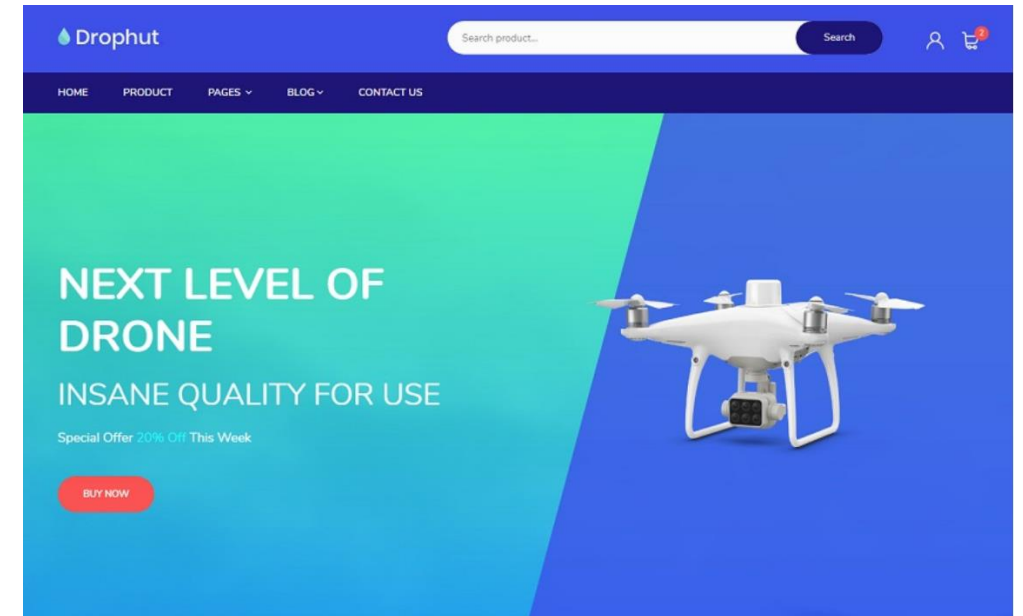 Drophut
Search product...
Search
2
HOME
PRODUCT
PAGES
BLOG
CONTACT US
NEXT LEVEL OF
DRONE
INSANE QUALITY FOR USE
Special Offer 20% Off This Week
BUY NOW